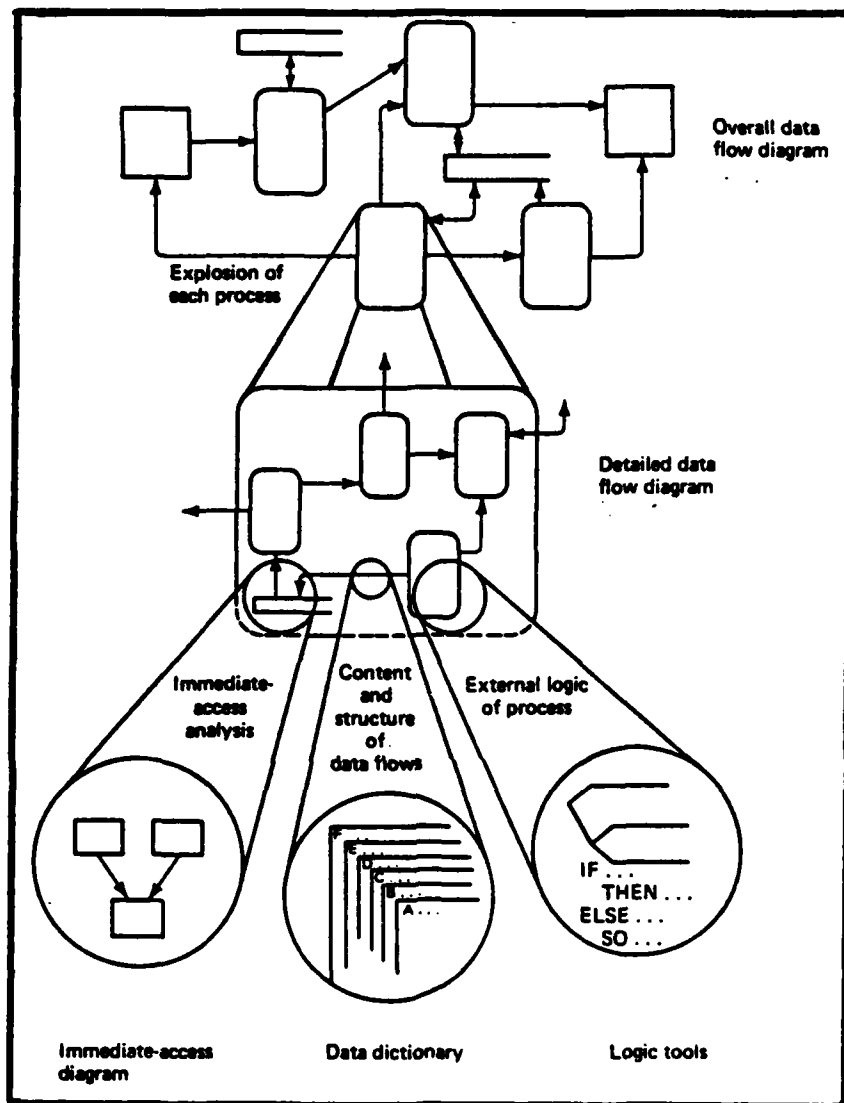 Overall data
flow diagram
Explosion of
each process
Detailed data
flow diagram
Immediate-
access
analysis
Content
and
structure
of
data flows
External logic
of process
F
E...
D....
C....
B....
A...
IF...
THEN...
ELSE...
SO...
Immediate-access
diagram
Data dictionary
Logic tools